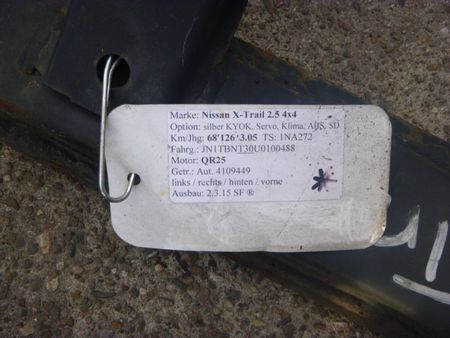 Marke: Nissan X-Trail 2.5 4x4
Option: silber KYOK, Servo, Klima, AHS, SD
Km/Jhg: 68'126 '3.05 TS: 1NA272
Fahrg.: JN1TBNT30U0100488
Motor: QR25
Getr.: Aut. 4109449
links / rechts / hinten / vorne
Ausbau: 2.3.15 SF ®